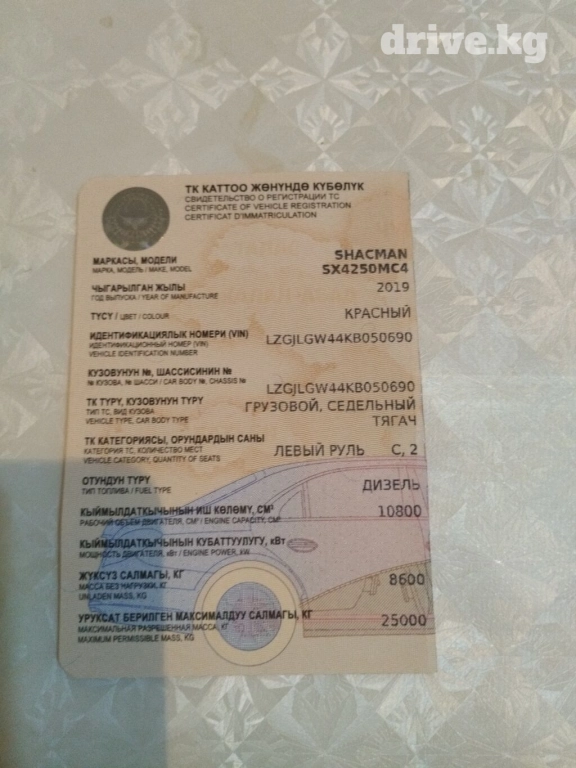 drive.kg
ТК КАТТОО ЖӨНҮНДӨ КҮБӨЛҮК
СВИДЕТЕЛЬСТВО О РЕГИСТРАЦИИ ТС
CERTIFICATE OF VEHICLE REGISTRATION
CERTIFICAT D'IMMATRICULATION
МАРКАСЫ, МОДЕЛИ
МАРКА, МОДЕЛЬ / MAKE, MODEL
SHACMAN
SX4250MC4
ЧЫГАРЫЛГАН ЖЫЛЫ
ГОД ВЫПУСКА / YEAR OF MANUFACTURE
2019
ТҮСҮ / ЦВЕТ / COLOUR
КРАСНЫЙ
ИДЕНТИФИКАЦИЯЛЫК НОМЕРИ (VIN)
ИДЕНТИФИКАЦИОННЫЙ НОМЕР (VIN)
VEHICLE IDENTIFICATION NUMBER
LZGJLGW44KB050690
КУЗОВУНУН №, ШАССИСИНИН №
№ КУЗОВА, № ШАССИ / CAR BODY №, CHASSIS №
LZGJLGW44KB050690
ТК ТҮРҮ, КУЗОВУНУН ТҮРҮ
ТИП ТС, ВИД КУЗОВА
VEHICLE TYPE, CAR BODY TYPE
ГРУЗОВОЙ, СЕДЕЛЬНЫЙ
ТЯГАЧ
ТК КАТЕГОРИЯСЫ, ОРУНДАРДЫН САНЫ
КАТЕГОРИЯ ТС, КОЛИЧЕСТВО МЕСТ
VEHICLE CATEGORY, QUANTITY OF SEATS
ЛЕВЫЙ РУЛЬ C, 2
ОТУНДУН ТҮРҮ
ТИП ТОПЛИВА / FUEL TYPE
ДИЗЕЛЬ
КЫЙМЫЛДАТКЫЧЫНЫН ИШ КӨЛӨМҮ, СМ³
РАБОЧИЙ ОБЪЕМ ДВИГАТЕЛЯ, СМ³ / ENGINE CAPACITY, CM³
10800
КЫЙМЫЛДАТКЫЧЫНЫН КУБАТТУУЛУГУ, кВт
МОЩНОСТЬ ДВИГАТЕЛЯ, кВт / ENGINE POWER, kW
ЖҮКСҮЗ САЛМАГЫ, КГ
МАССА БЕЗ НАГРУЗКИ, КГ
UNLADEN MASS, KG
8600
УРУКСАТ БЕРИЛГЕН МАКСИМАЛДУУ САЛМАГЫ, КГ
МАКСИМАЛЬНАЯ РАЗРЕШЕННАЯ МАССА, КГ
MAXIMUM PERMISSIBLE MASS, KG
25000